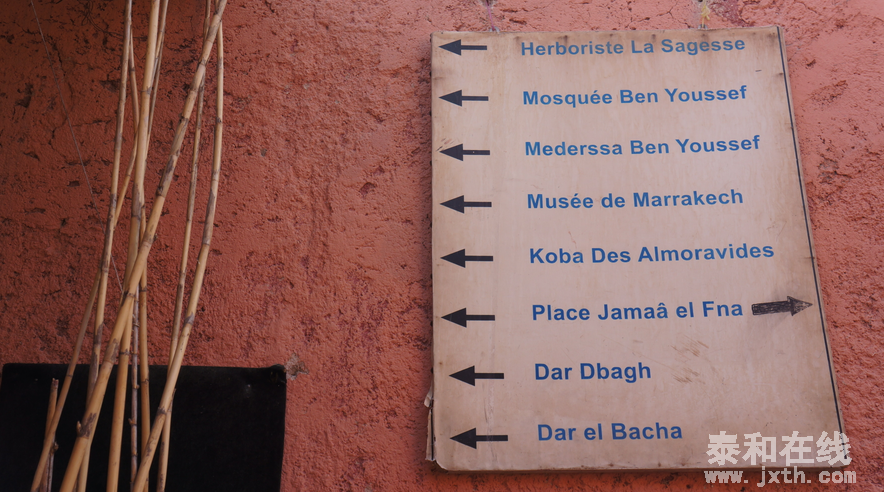 Herboriste La Sagesse
Mosquée Ben Youssef
Mederssa Ben Youssef
Musée de Marrakech
Koba Des Almoravides
Place Jamaâ el Fna
Dar Dbagh
Dar el Bacha
泰和在线
www.jxth.com